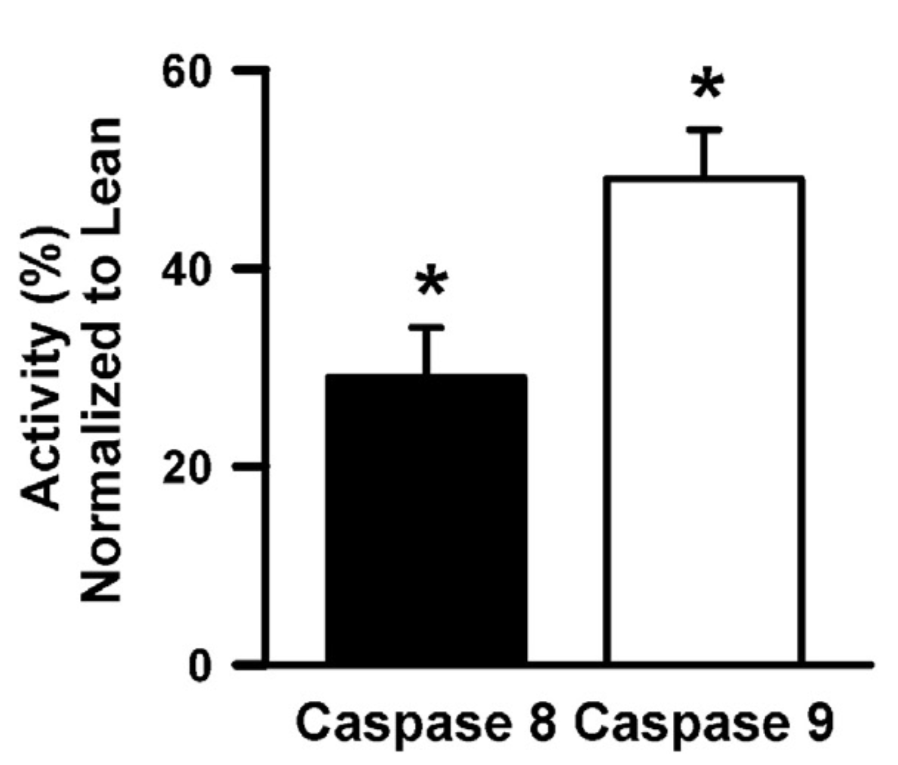 Activity (%)
Normalized to Lean
60
40
20
0
*
*
Caspase 8 Caspase 9